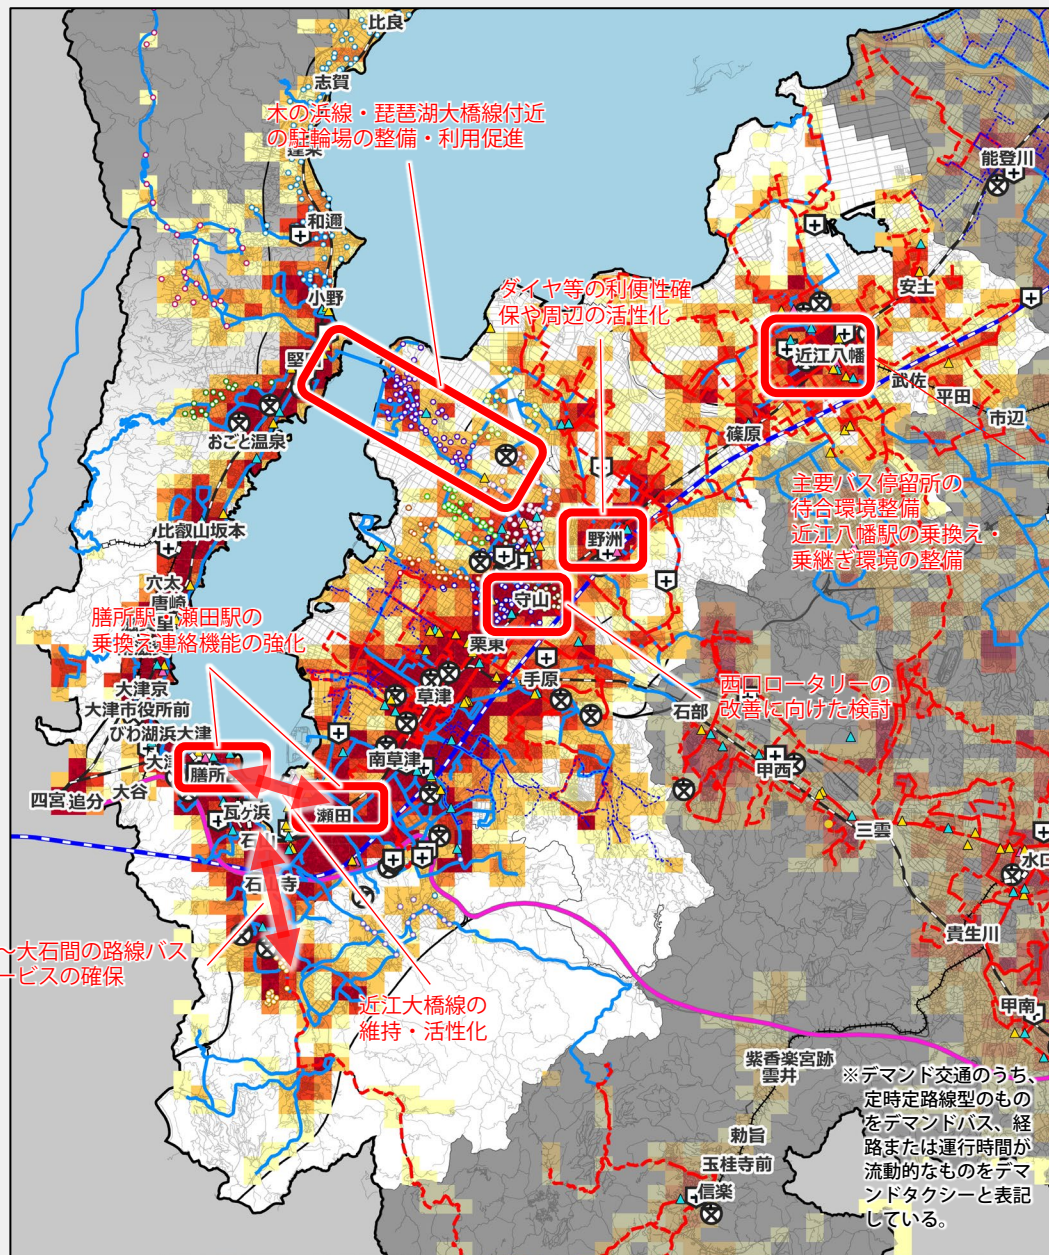 比良
志賀
木の浜線・琵琶湖大橋線付近
の駐輪場の整備・利用促進
蓬莱
能登川
和邇
小野
ダイヤ等の利便性確
保や周辺の活性化
安土
近江八幡
武佐
平田
市辺
篠原
おごと温泉
主要バス停留所の
待合環境整備
近江八幡駅の乗換え・
乗継ぎ環境の整備
比叡山坂本
野洲
穴太
唐崎
守山
膳所駅・瀬田駅の
乗換え連絡機能の強化
栗東
手原
草津
西口ロータリーの
改善に向けた検討
石部
大津京
大津市役所前
びわ湖浜大津
南草津
甲西
膳所
大谷
四宮
追分
瓦ヶ浜
瀬田
三雲
水口
石山寺
貴生川
～大石間の路線バス
ービスの確保
近江大橋線の
維持・活性化
甲南
紫香楽宮跡
雲井
※デマンド交通のうち、
定時定路線型のもの
をデマンドバス、経
路または運行時間が
流動的なものをデマ
ンドタクシーと表記
している。
勅旨
玉桂寺前
信楽